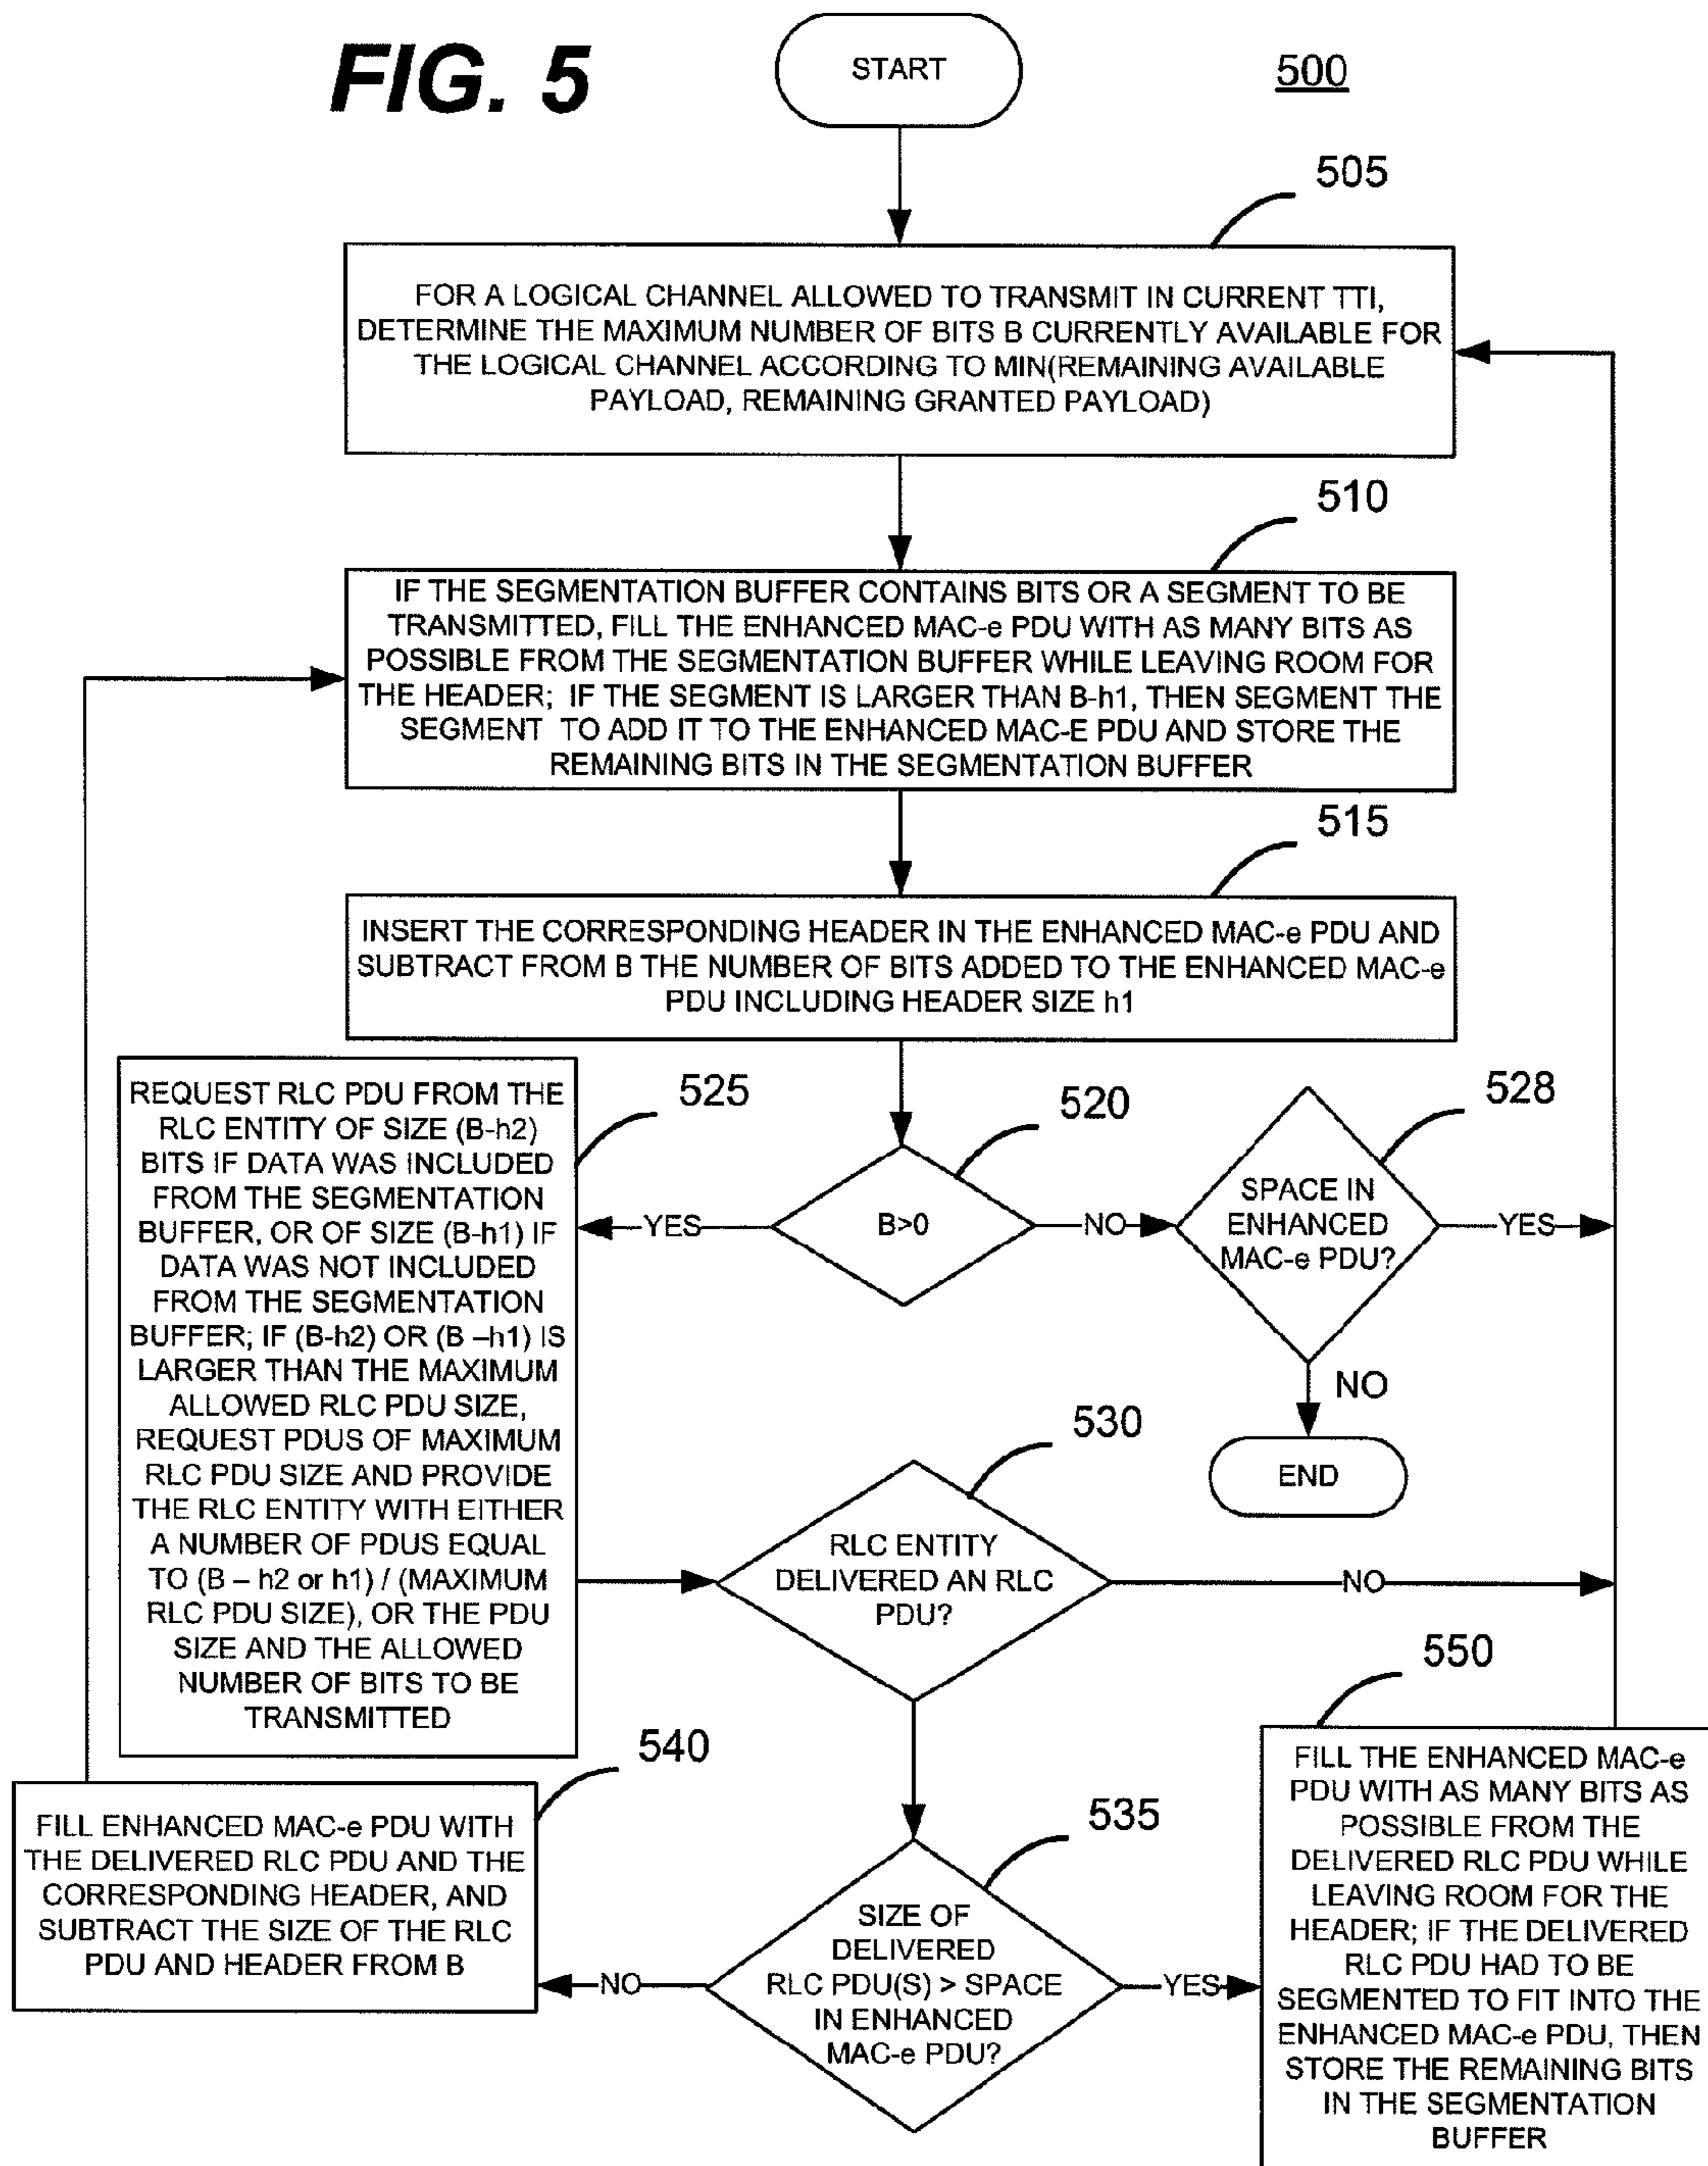 FIG. 5
START
500
505
FOR A LOGICAL CHANNEL ALLOWED TO TRANSMIT IN CURRENT TTI,
DETERMINE THE MAXIMUM NUMBER OF BITS B CURRENTLY AVAILABLE FOR
THE LOGICAL CHANNEL ACCORDING TO MIN(REMAINING AVAILABLE
PAYLOAD, REMAINING GRANTED PAYLOAD)
510
IF THE SEGMENTATION BUFFER CONTAINS BITS OR A SEGMENT TO BE
TRANSMITTED, FILL THE ENHANCED MAC-e PDU WITH AS MANY BITS AS
POSSIBLE FROM THE SEGMENTATION BUFFER WHILE LEAVING ROOM FOR
THE HEADER; IF THE SEGMENT IS LARGER THAN B-h1, THEN SEGMENT THE
SEGMENT TO ADD IT TO THE ENHANCED MAC-E PDU AND STORE THE
REMAINING BITS IN THE SEGMENTATION BUFFER
515
INSERT THE CORRESPONDING HEADER IN THE ENHANCED MAC-e PDU AND
SUBTRACT FROM B THE NUMBER OF BITS ADDED TO THE ENHANCED MAC-e
PDU INCLUDING HEADER SIZE h1
520
B>0
YES
NO
528
SPACE IN
ENHANCED
MAC-e PDU?
YES
NO
END
525
REQUEST RLC PDU FROM THE
RLC ENTITY OF SIZE (B-h2)
BITS IF DATA WAS INCLUDED
FROM THE SEGMENTATION
BUFFER, OR OF SIZE (B-h1) IF
DATA WAS NOT INCLUDED
FROM THE SEGMENTATION
BUFFER; IF (B-h2) OR (B –h1) IS
LARGER THAN THE MAXIMUM
ALLOWED RLC PDU SIZE,
REQUEST PDUS OF MAXIMUM
RLC PDU SIZE AND PROVIDE
THE RLC ENTITY WITH EITHER
A NUMBER OF PDUS EQUAL
TO (B – h2 or h1) / (MAXIMUM
RLC PDU SIZE), OR THE PDU
SIZE AND THE ALLOWED
NUMBER OF BITS TO BE
TRANSMITTED
530
RLC ENTITY
DELIVERED AN RLC
PDU?
NO
535
SIZE OF
DELIVERED
RLC PDU(S) > SPACE
IN ENHANCED
MAC-e PDU?
NO
YES
540
FILL ENHANCED MAC-e PDU WITH
THE DELIVERED RLC PDU AND THE
CORRESPONDING HEADER, AND
SUBTRACT THE SIZE OF THE RLC
PDU AND HEADER FROM B
550
FILL THE ENHANCED MAC-e
PDU WITH AS MANY BITS AS
POSSIBLE FROM THE
DELIVERED RLC PDU WHILE
LEAVING ROOM FOR THE
HEADER; IF THE DELIVERED
RLC PDU HAD TO BE
SEGMENTED TO FIT INTO THE
ENHANCED MAC-e PDU, THEN
STORE THE REMAINING BITS
IN THE SEGMENTATION
BUFFER